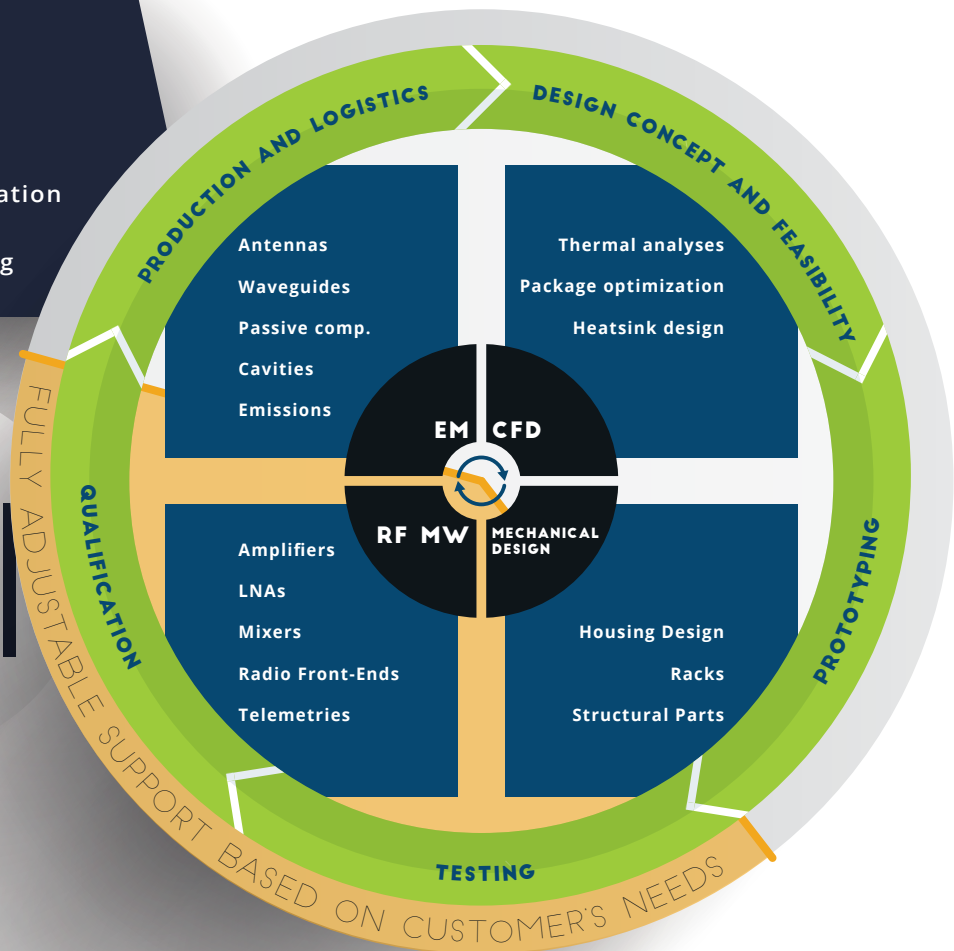 ation
g
PRODUCTION AND LOGISTICS
DESIGN CONCEPT AND FEASIBILITY
PROTOTYPING
TESTING
QUALIFICATION
FULLY ADJUSTABLE SUPPORT BASED ON CUSTOMER'S NEEDS
Antennas
Waveguides
Passive comp.
Cavities
Emissions
Thermal analyses
Package optimization
Heatsink design
EM
CFD
RF MW
MECHANICAL
DESIGN
Amplifiers
LNAs
Mixers
Radio Front-Ends
Telemetries
Housing Design
Racks
Structural Parts